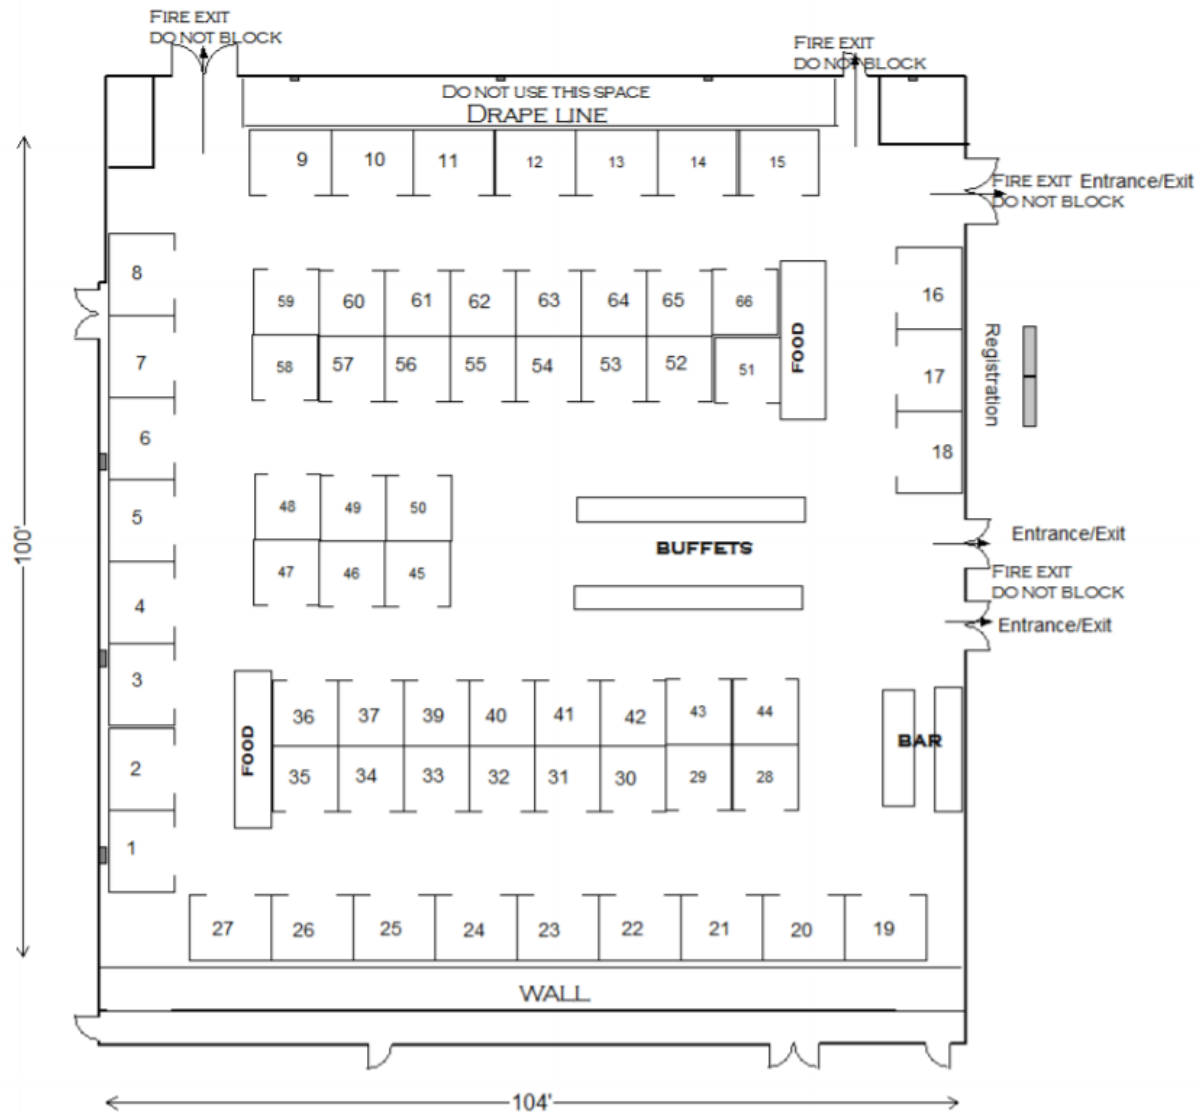 FIRE EXIT
DO NOT BLOCK
FIRE EXIT
DO NOT BLOCK
DO NOT USE THIS SPACE
DRAPE LINE
9 10 11 12 13 14 15
FIRE EXIT Entrance/Exit
DO NOT BLOCK
8
59 60 61 62 63 64 65 66
FOOD
16
7
58 57 56 55 54 53 52 51
17
Registration
6
18
5
48 49 50
100'
BUFFETS
Entrance/Exit
47 46 45
FIRE EXIT
DO NOT BLOCK
4
Entrance/Exit
3
36 37 39 40 41 42 43 44
FOOD
BAR
2
35 34 33 32 31 30 29 28
1
27 26 25 24 23 22 21 20 19
WALL
104'